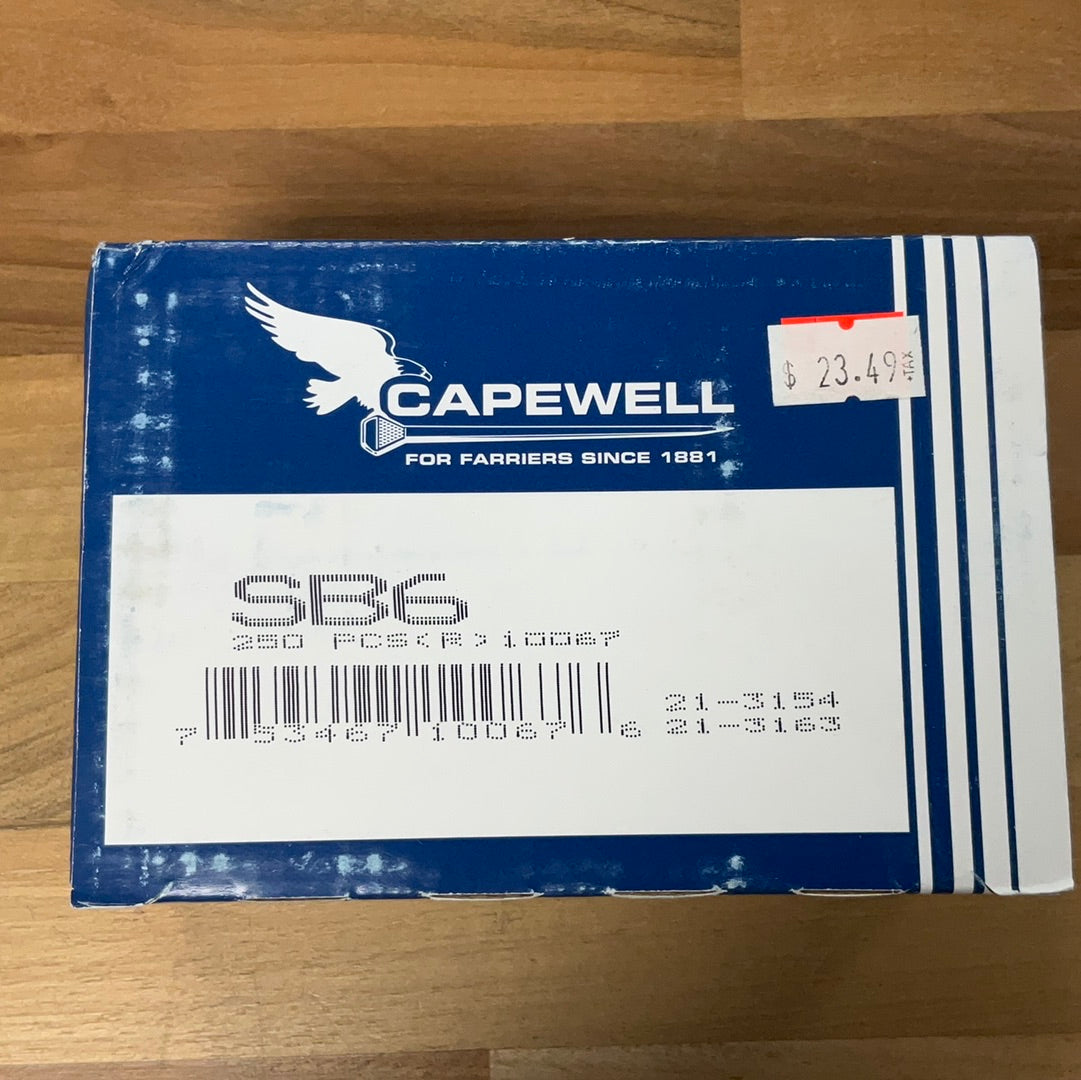 $ 23.49 +TAX
CAPEWELL
FOR FARRIERS SINCE 1881
SB6
250 PCS(R)10067
7 53467 10067 6
21-3154
21-3163